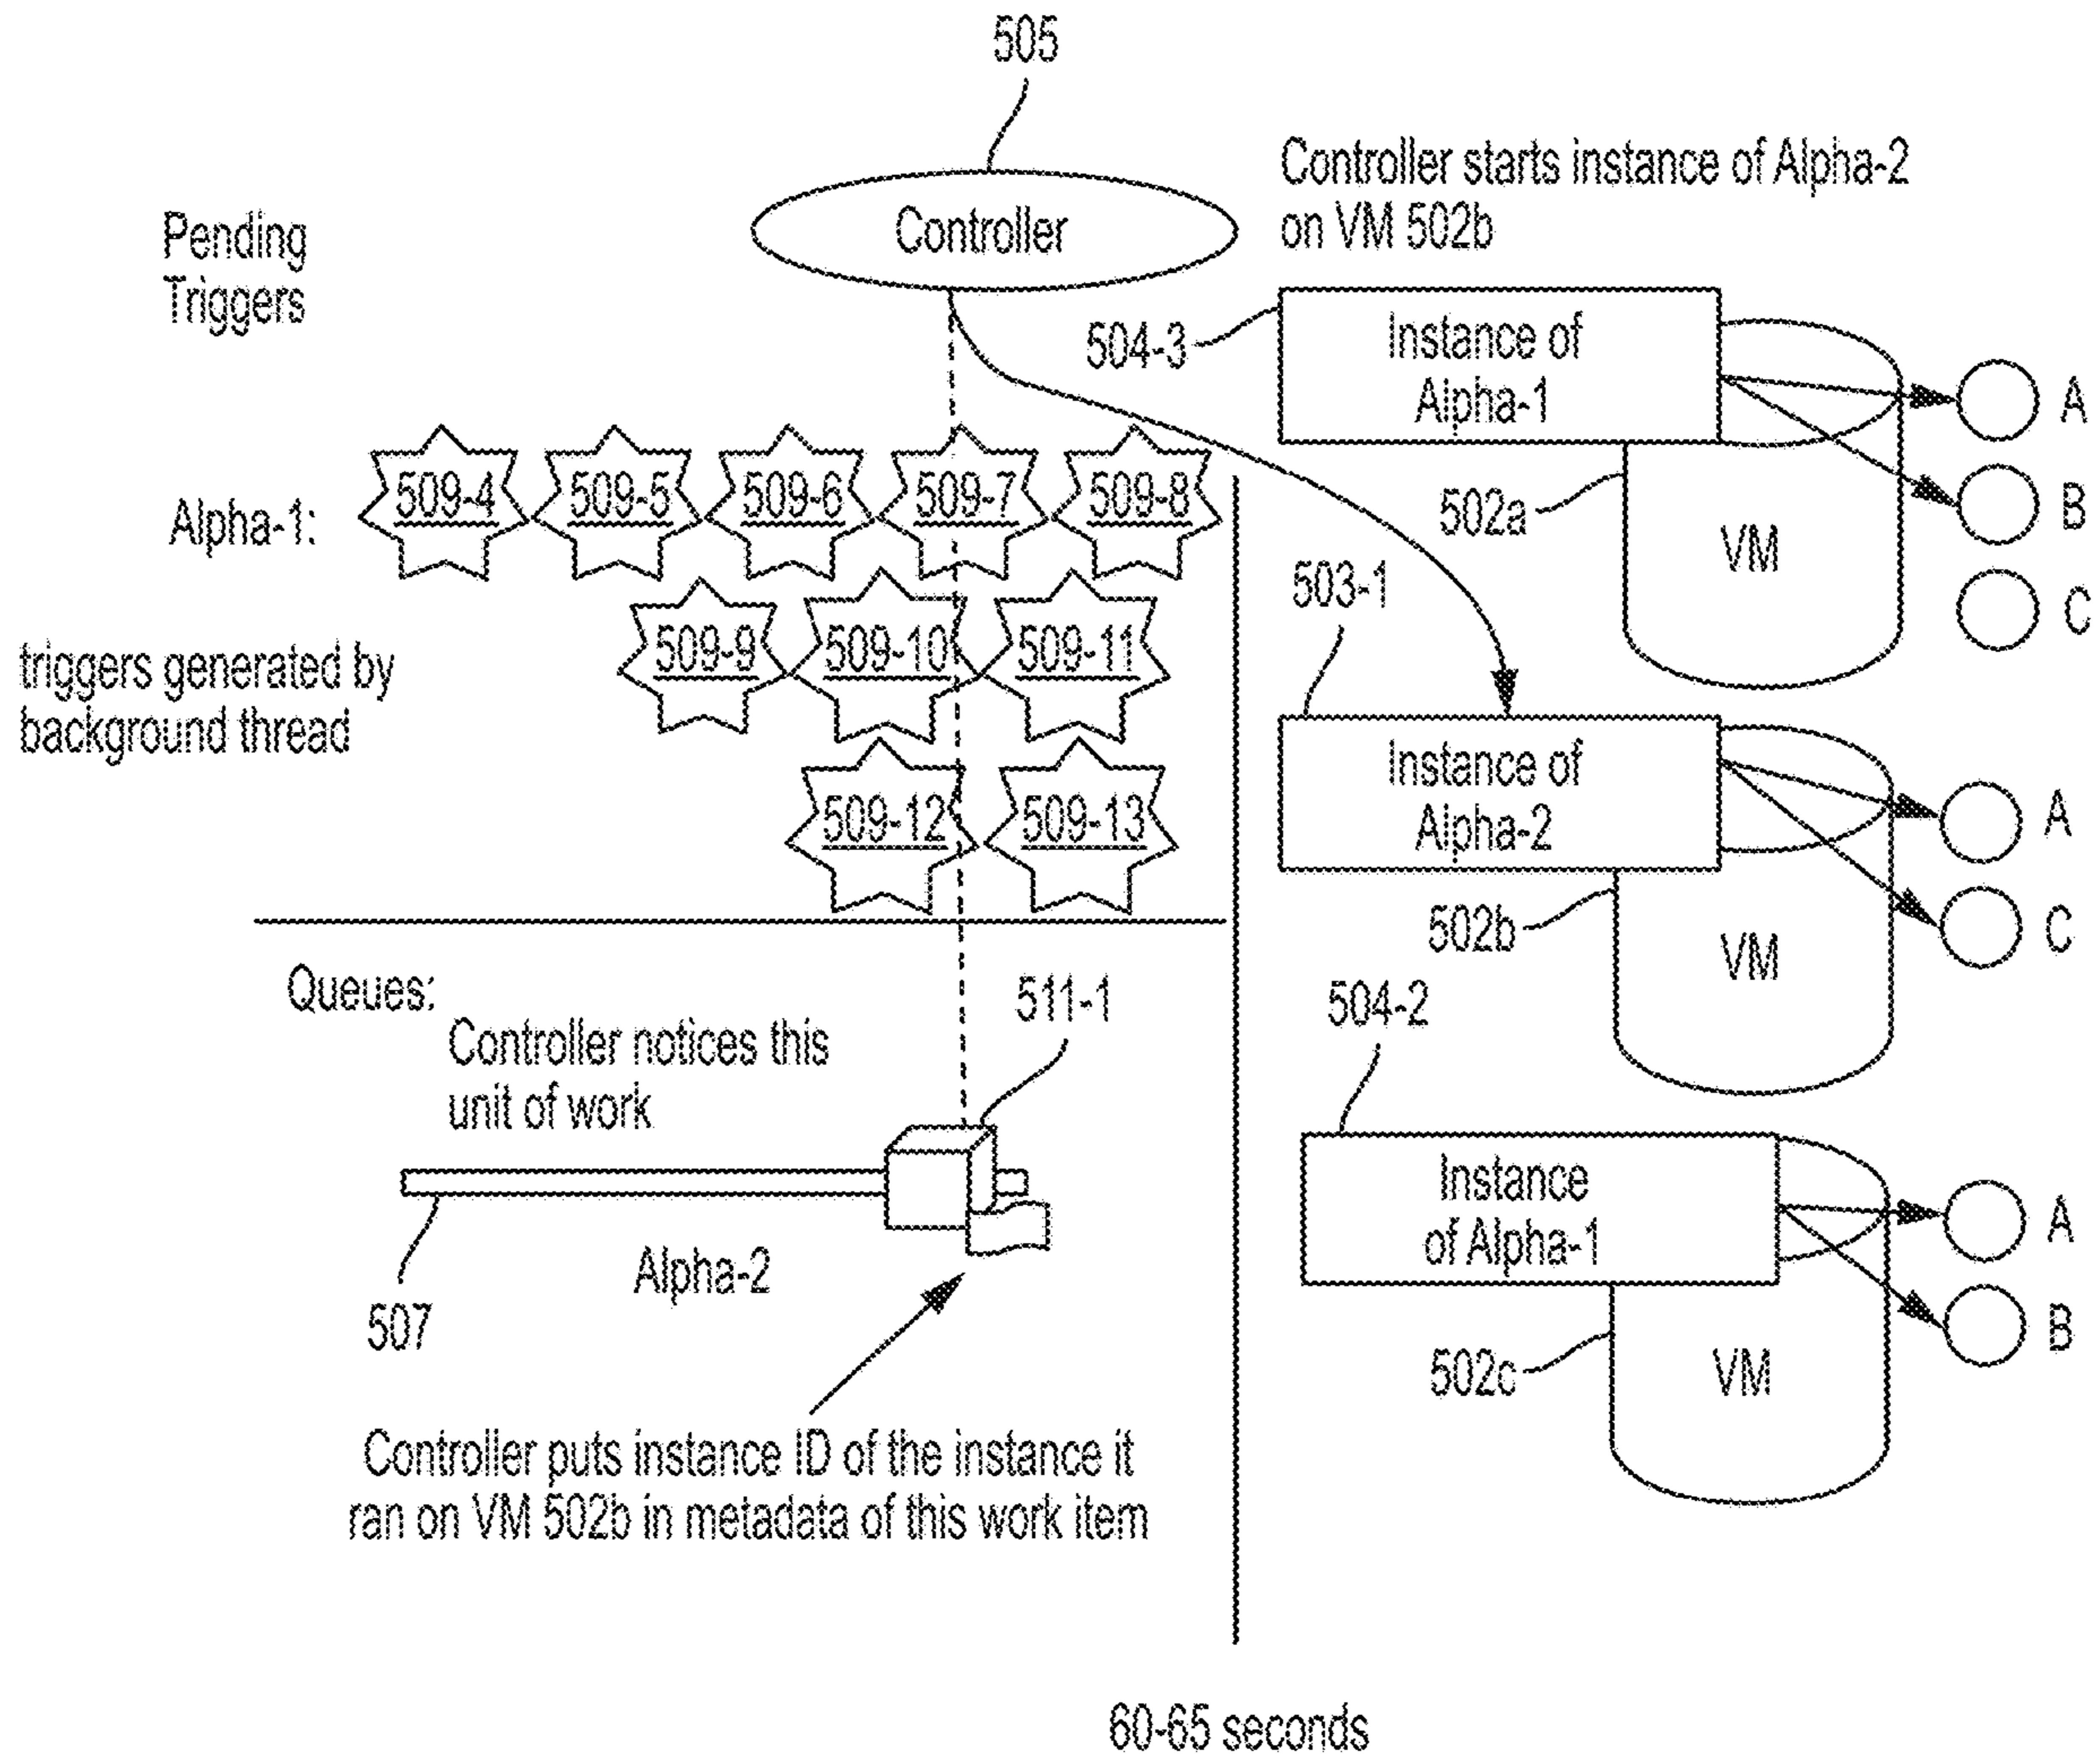 505
Controller starts instance of Alpha-2
on VM 502b
Controller
Pending
Triggers
504-3
Instance of
Alpha-1
A
B
C
502a
VM
Alpha-1:
509-4 509-5 509-6 509-7 509-8
509-9 509-10 509-11
509-12 509-13
triggers generated by
background thread
503-1
Instance of
Alpha-2
A
C
502b
VM
Queues:
Controller notices this
unit of work
511-1
507
Alpha-2
Controller puts instance ID of the instance it
ran on VM 502b in metadata of this work item
504-2
Instance
of Alpha-1
A
B
502c
VM
60-65 seconds